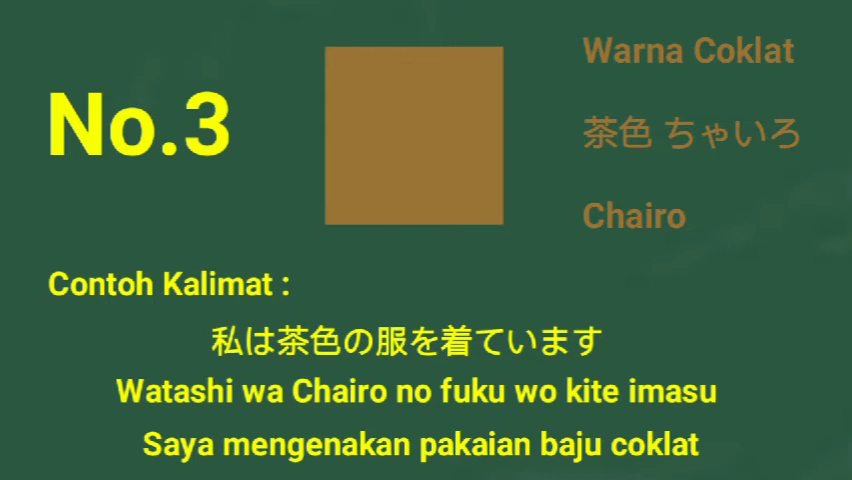 No.3
Warna Coklat
茶色 ちゃいろ
Chairo
Contoh Kalimat :
私は茶色の服を着ています
Watashi wa Chairo no fuku wo kite imasu
Saya mengenakan pakaian baju coklat